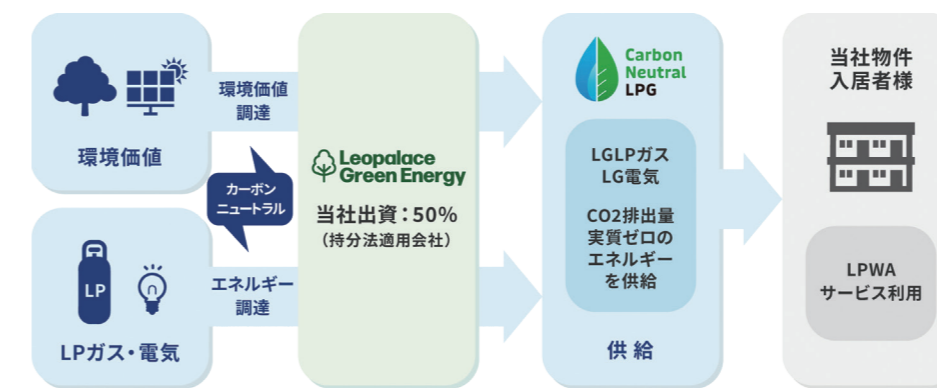 環境価値
LP
LPガス・電気
環境価値
調達
カーボン
ニュートラル
エネルギー
調達
Leopalace
Green Energy
当社出資：50%
（持分法適用会社）
Carbon
Neutral
LPG
LGLPガス
LG電気
CO2排出量
実質ゼロの
エネルギー
を供給
供給
当社物件
入居者様
LPWA
サービス利用